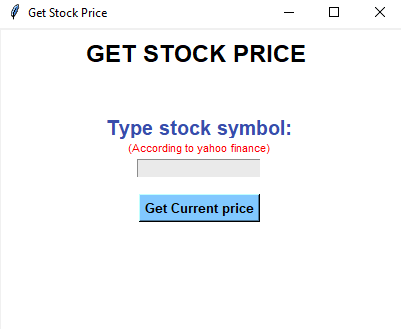 Get Stock Price
GET STOCK PRICE
Type stock symbol:
(According to yahoo finance)
Get Current price